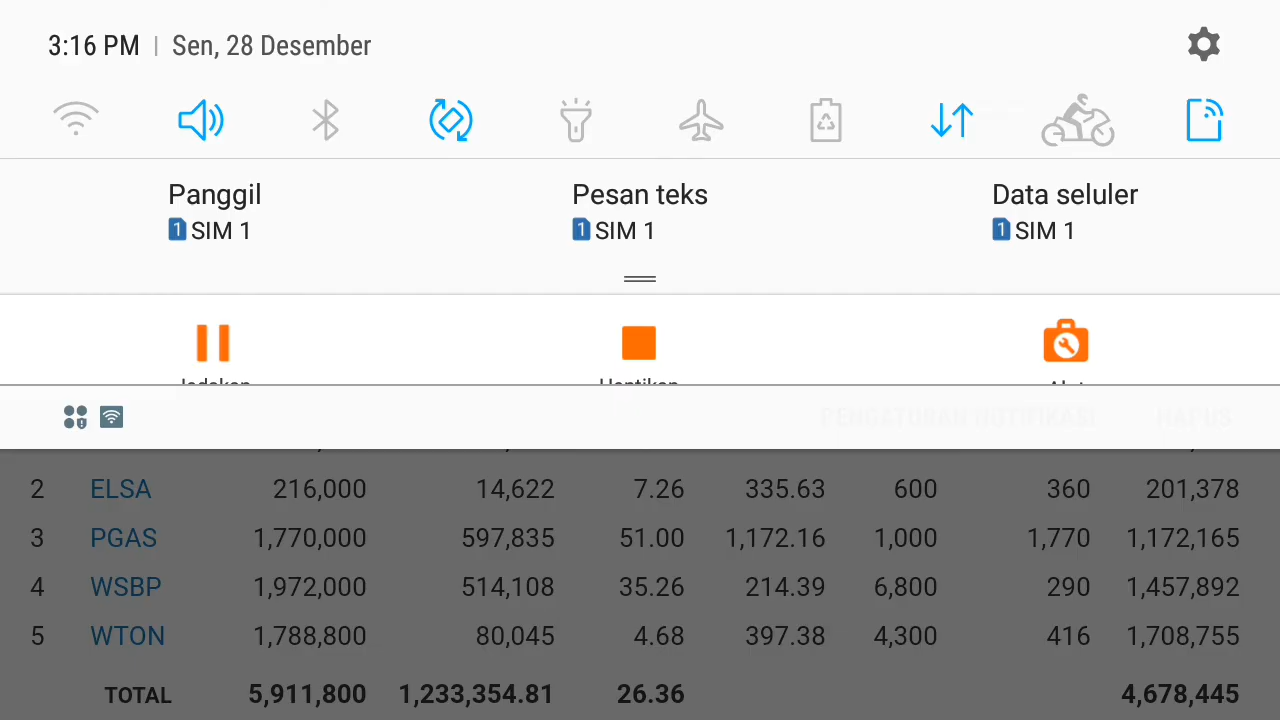 3:16 PM | Sen, 28 Desember
Panggil Pesan teks Data seluler
1 SIM 1 1 SIM 1 1 SIM 1
PENGATURAN NOTIFIKASI HAPUS
2 ELSA 216,000 14,622 7.26 335.63 600 360 201,378
3 PGAS 1,770,000 597,835 51.00 1,172.16 1,000 1,770 1,172,165
4 WSBP 1,972,000 514,108 35.26 214.39 6,800 290 1,457,892
5 WTON 1,788,800 80,045 4.68 397.38 4,300 416 1,708,755
TOTAL 5,911,800 1,233,354.81 26.36 4,678,445